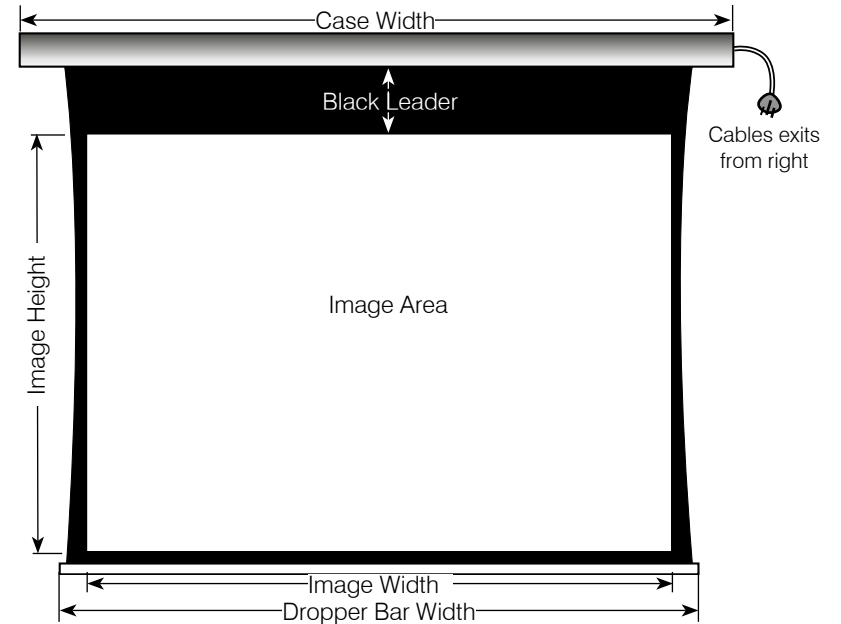 Case Width
Black Leader
Cables exits
from right
Image Height
Image Area
Image Width
Dropper Bar Width